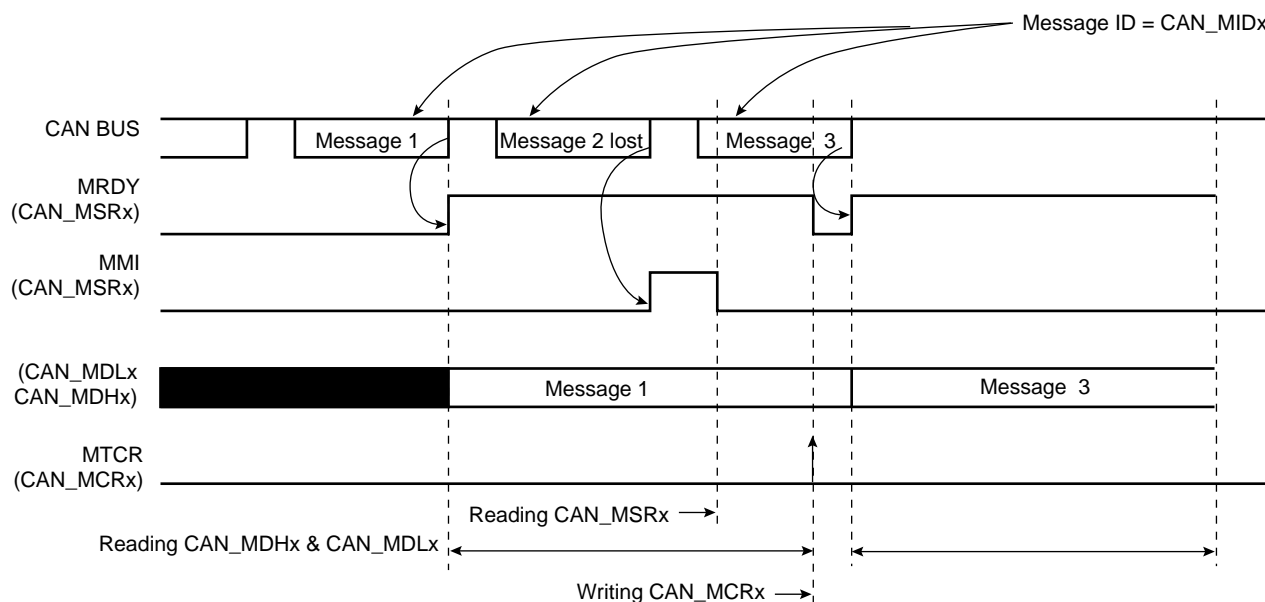 Message ID = CAN_MIDx
CAN BUS
Message 1
Message 2 lost
Message 3
MRDY
(CAN_MSRx)
MMI
(CAN_MSRx)
(CAN_MDLx
CAN_MDHx)
Message 1
Message 3
MTCR
(CAN_MCRx)
Reading CAN_MSRx
Reading CAN_MDHx & CAN_MDLx
Writing CAN_MCRx